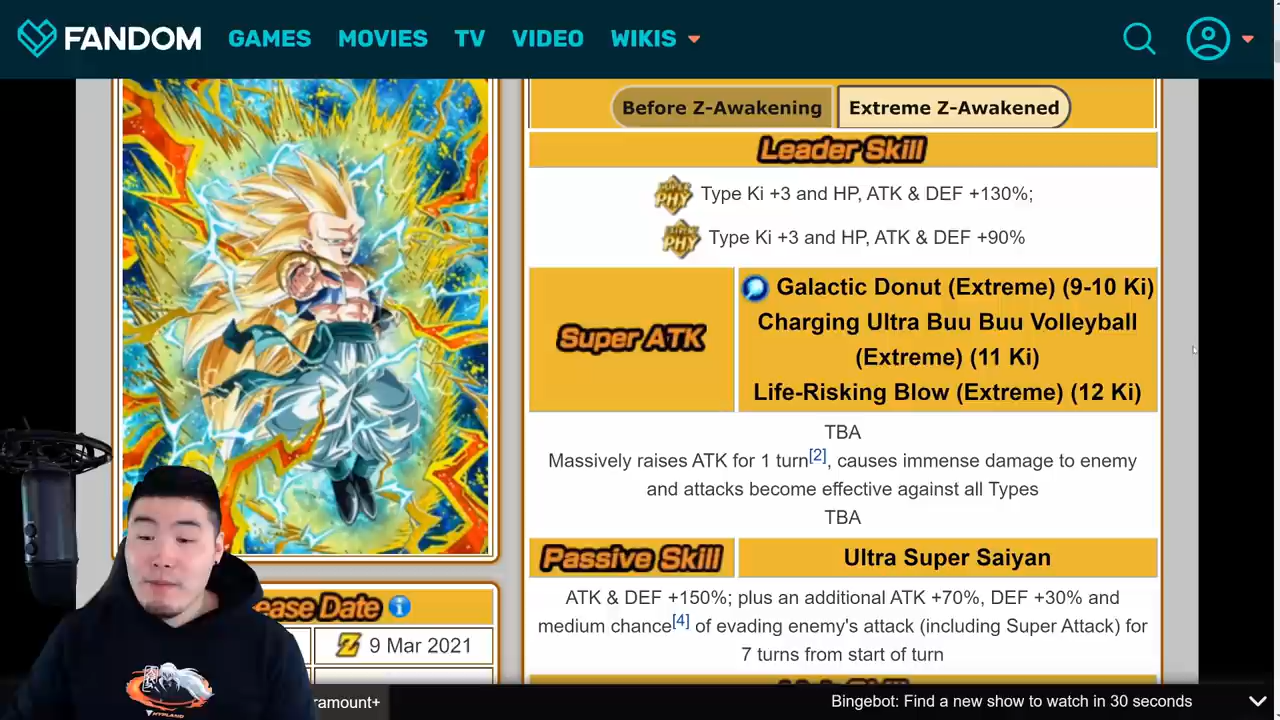 FANDOM GAMES MOVIES TV VIDEO WIKIS
Before Z-Awakening Extreme Z-Awakened
Leader Skill
SUPER PHY Type Ki +3 and HP, ATK & DEF +130%;
EXTREME PHY Type Ki +3 and HP, ATK & DEF +90%
Super ATK
Galactic Donut (Extreme) (9-10 Ki)
Charging Ultra Buu Buu Volleyball
(Extreme) (11 Ki)
Life-Risking Blow (Extreme) (12 Ki)
TBA
Massively raises ATK for 1 turn[2], causes immense damage to enemy
and attacks become effective against all Types
TBA
Passive Skill Ultra Super Saiyan
ATK & DEF +150%; plus an additional ATK +70%, DEF +30% and
medium chance[4] of evading enemy's attack (including Super Attack) for
7 turns from start of turn
ease Date
Z 9 Mar 2021
HYPLAND
ramount+
Bingebot: Find a new show to watch in 30 seconds